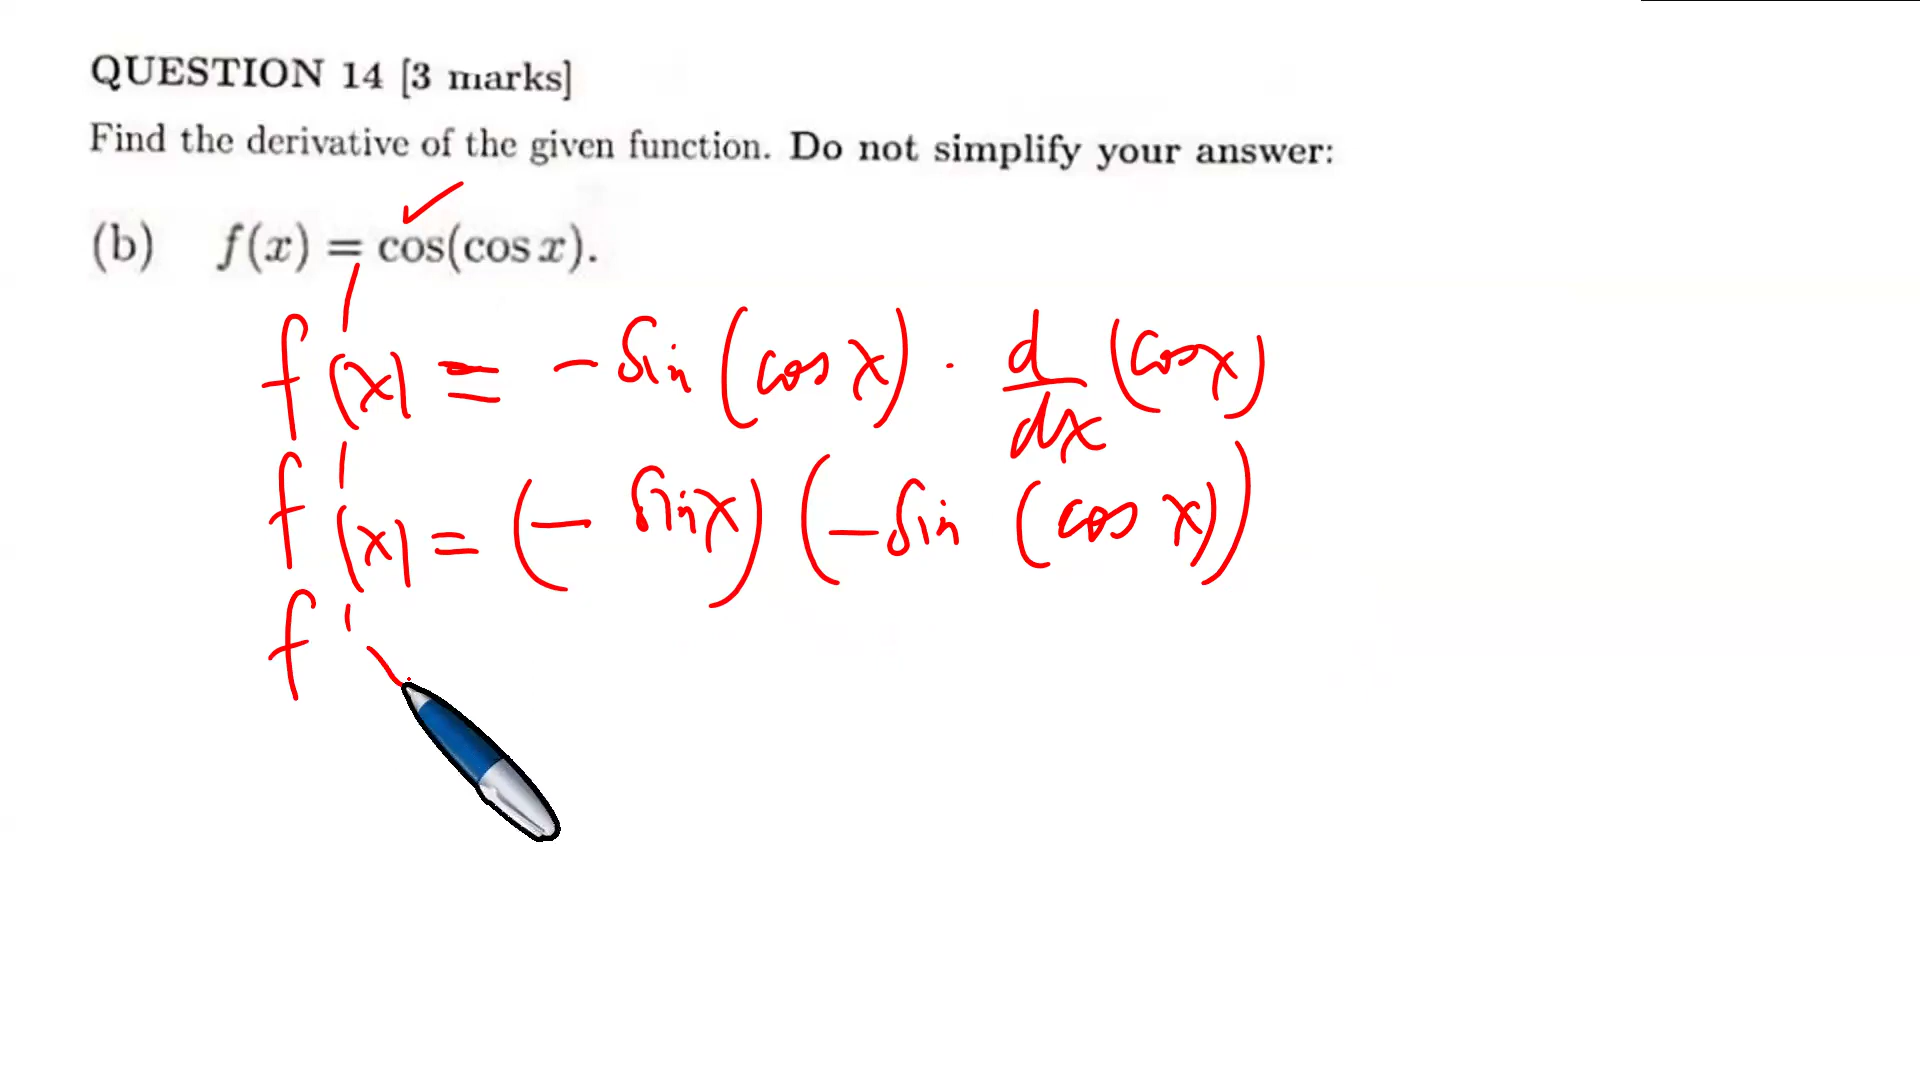 QUESTION 14 [3 marks]
Find the derivative of the given function. Do not simplify your answer:
(b) f(x) = cos(cos x).
f'(x) = - sin (cos x) · d/dx (cos x)
f'(x) = (- sin x) (- sin (cos x))
f'